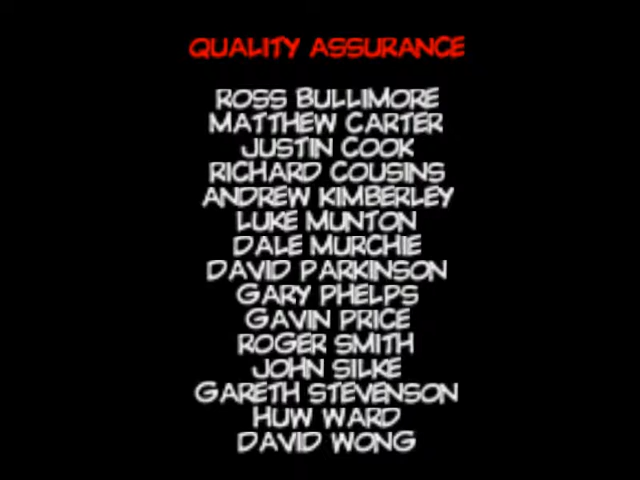 QUALITY ASSURANCE
ROSS BULLIMORE
MATTHEW CARTER
JUSTIN COOK
RICHARD COUSINS
ANDREW KIMBERLEY
LUKE MUNTON
DALE MURCHIE
DAVID PARKINSON
GARY PHELPS
GAVIN PRICE
ROGER SMITH
JOHN SILKE
GARETH STEVENSON
HUW WARD
DAVID WONG